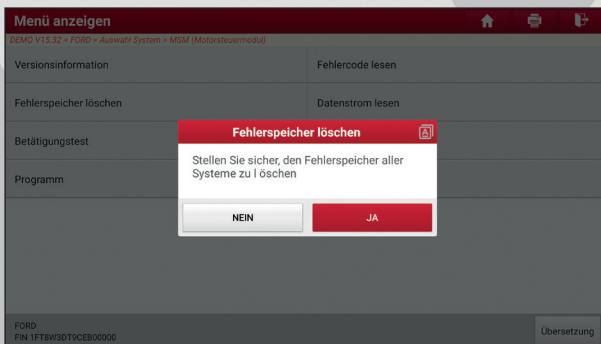 Menü anzeigen
DEMO V15.32 > FORD > Auswahl System > MSM (Motorsteuermodul)
Versionsinformation
Fehlercode lesen
Fehlerspeicher löschen
Datenstrom lesen
Betätigungstest
Programm
Fehlerspeicher löschen
A
Stellen Sie sicher, den Fehlerspeicher aller
Systeme zu l öschen
NEIN
JA
FORD
FIN 1FT8W3DT9CEB00000
Übersetzung